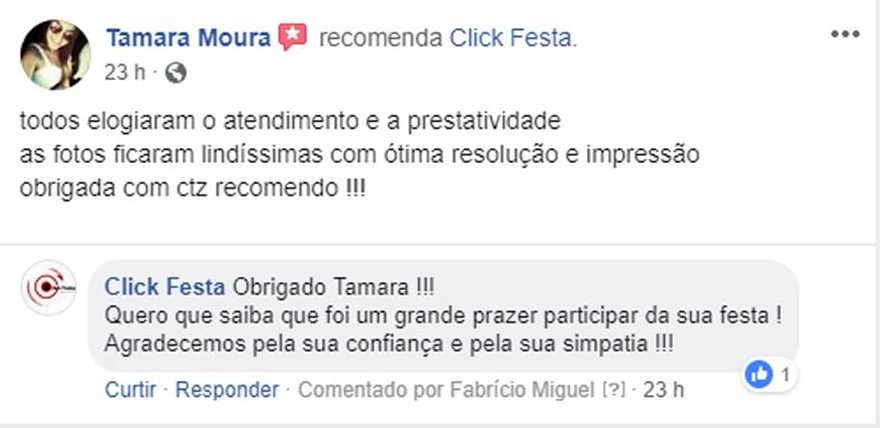 Tamara Moura recomenda Click Festa.
23 h ·
todos elogiaram o atendimento e a prestatividade
as fotos ficaram lindíssimas com ótima resolução e impressão
obrigada com ctz recomendo !!!
Click Festa Obrigado Tamara !!!
Quero que saiba que foi um grande prazer participar da sua festa !
Agradecemos pela sua confiança e pela sua simpatia !!!
1
Curtir · Responder · Comentado por Fabrício Miguel [?] · 23 h